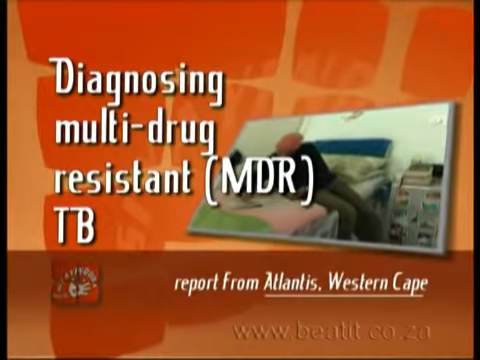 Diagnosing
multi-drug
resistant (MDR)
TB
report from Atlantis, Western Cape
www.beatit.co.za